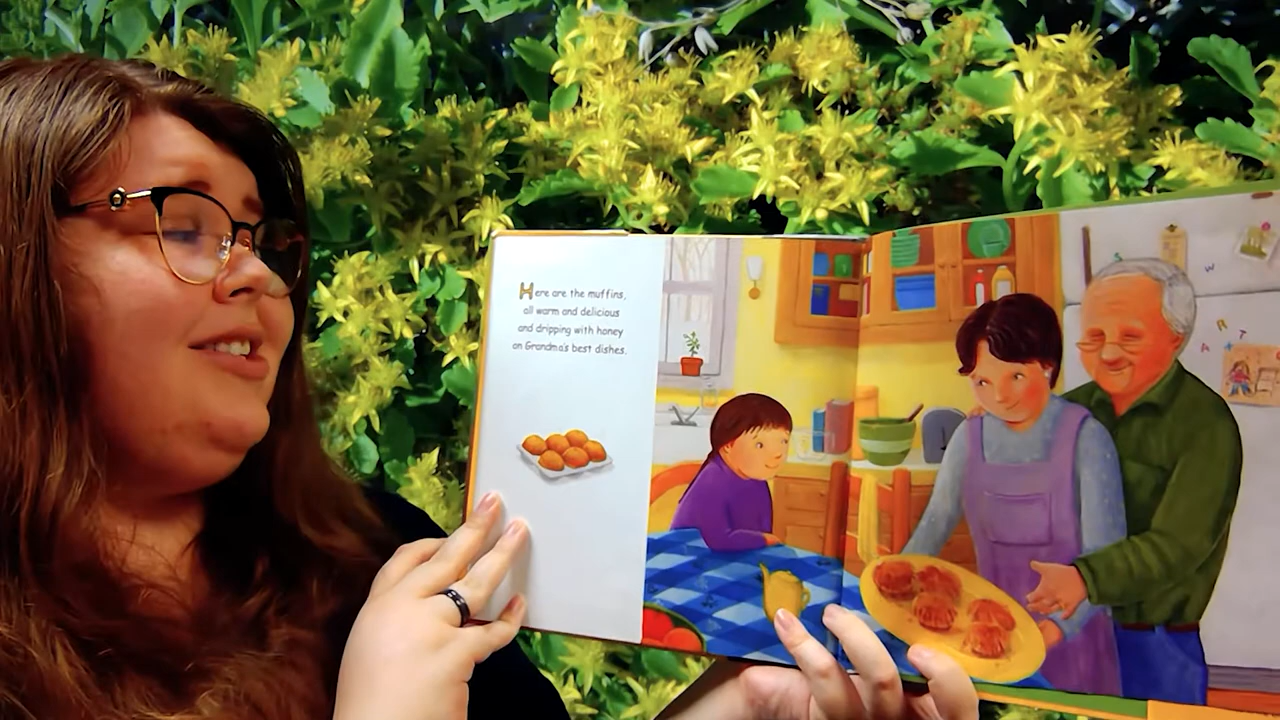 Here are the muffins,
all warm and delicious
and dripping with honey
on Grandma's best dishes.
W
R T
A